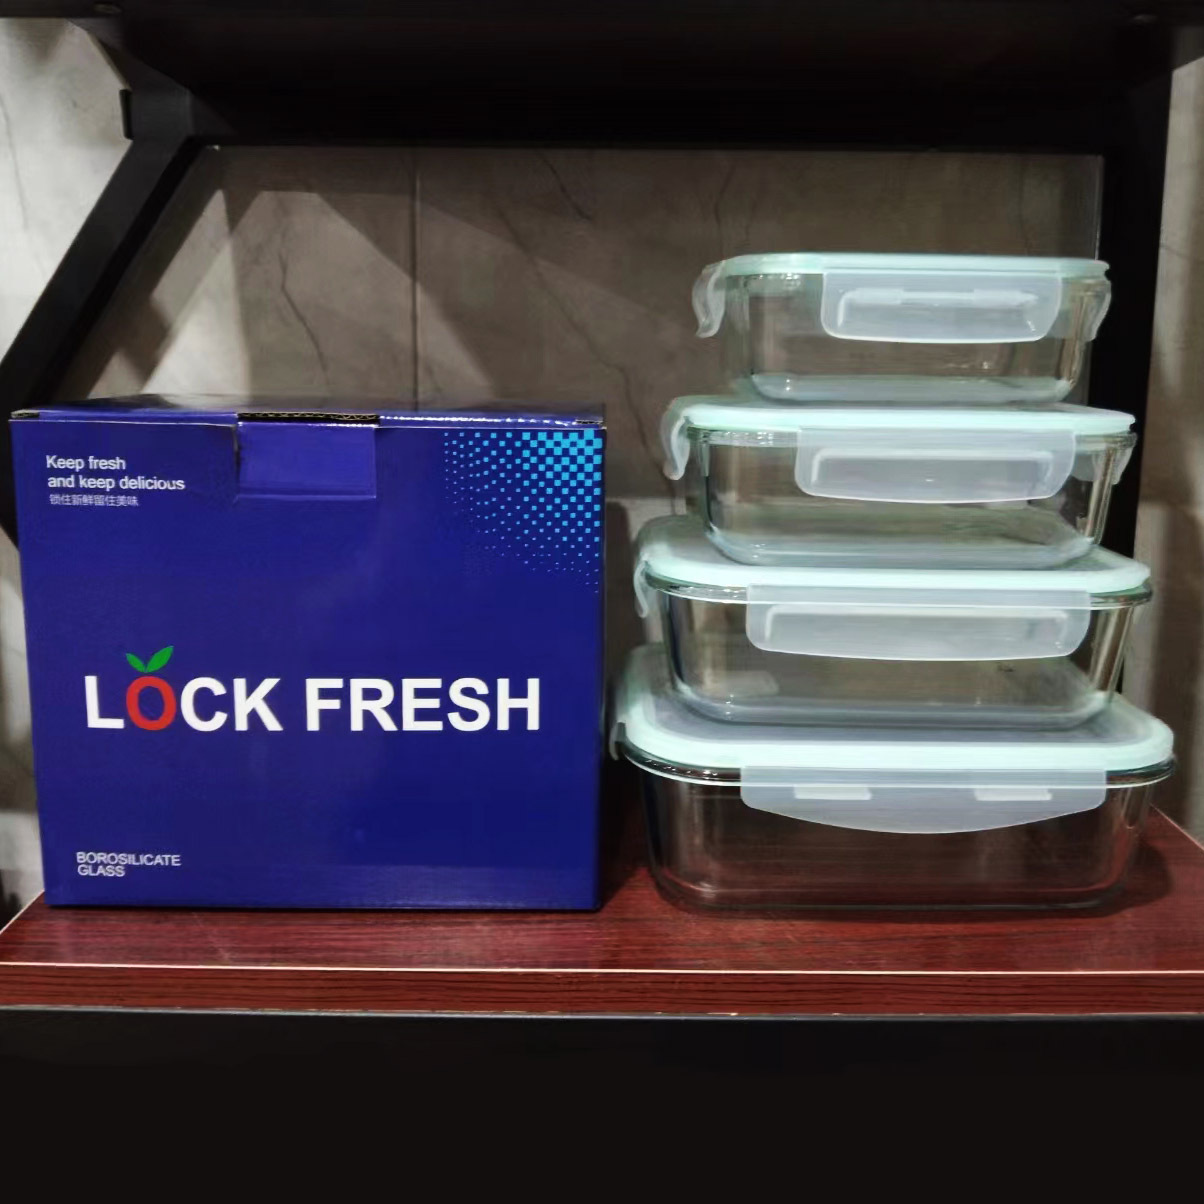 Keep fresh
and keep delicious
锁住新鲜留住美味
LOCK FRESH
BOROSILICATE
GLASS